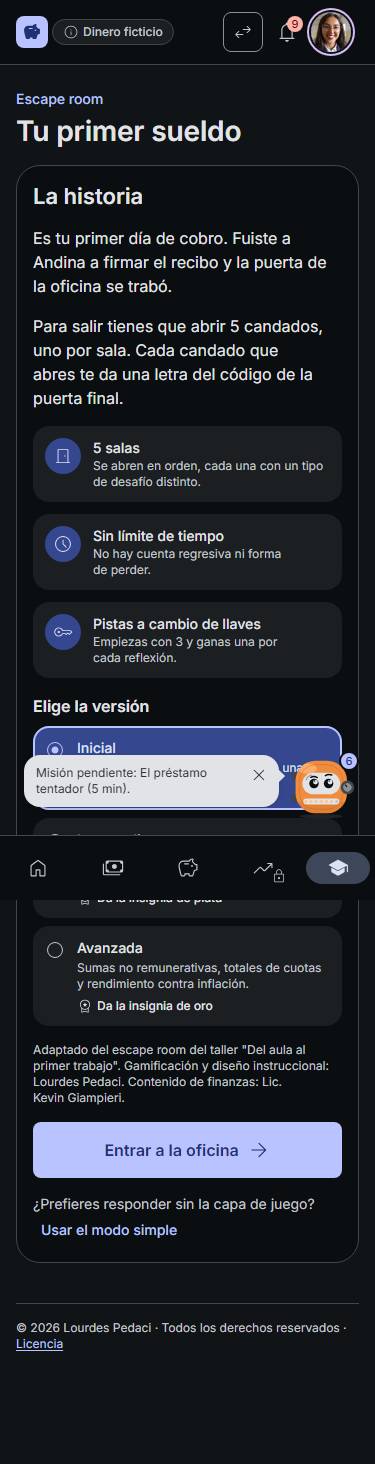 Dinero ficticio
9
Escape room
Tu primer sueldo
La historia
Es tu primer día de cobro. Fuiste a
Andina a firmar el recibo y la puerta de
la oficina se trabó.
Para salir tienes que abrir 5 candados,
uno por sala. Cada candado que
abres te da una letra del código de la
puerta final.
5 salas
Se abren en orden, cada una con un tipo
de desafío distinto.
Sin límite de tiempo
No hay cuenta regresiva ni forma
de perder.
Pistas a cambio de llaves
Empiezas con 3 y ganas una por
cada reflexión.
Elige la versión
Inicial
una
6
Misión pendiente: El préstamo
tentador (5 min).
Da la insignia de plata
Avanzada
Sumas no remunerativas, totales de cuotas
y rendimiento contra inflación.
Da la insignia de oro
Adaptado del escape room del taller "Del aula al
primer trabajo". Gamificación y diseño instruccional:
Lourdes Pedaci. Contenido de finanzas: Lic.
Kevin Giampieri.
Entrar a la oficina
¿Prefieres responder sin la capa de juego?
Usar el modo simple
© 2026 Lourdes Pedaci · Todos los derechos reservados ·
Licencia